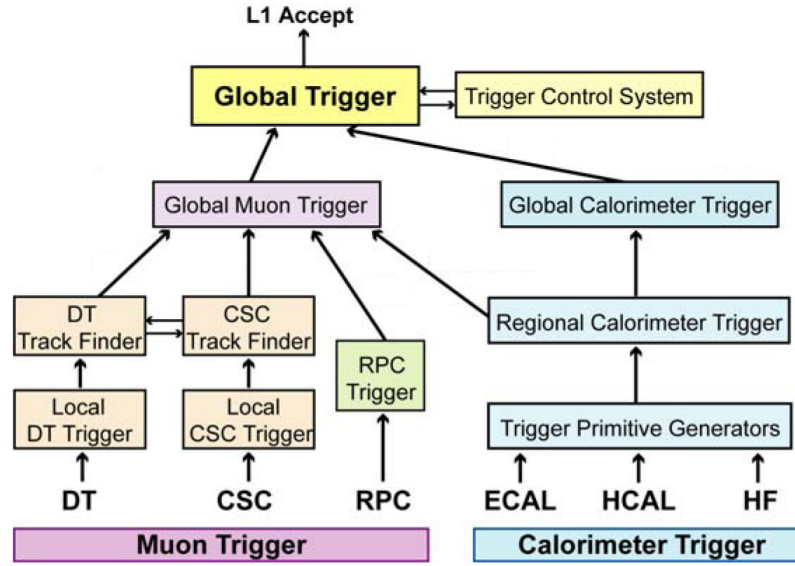 L1 Accept
Global Trigger
Trigger Control System
Global Muon Trigger
Global Calorimeter Trigger
DT
Track Finder
CSC
Track Finder
Regional Calorimeter Trigger
RPC
Trigger
Local
DT Trigger
Local
CSC Trigger
Trigger Primitive Generators
DT
CSC
RPC
ECAL
HCAL
HF
Muon Trigger
Calorimeter Trigger